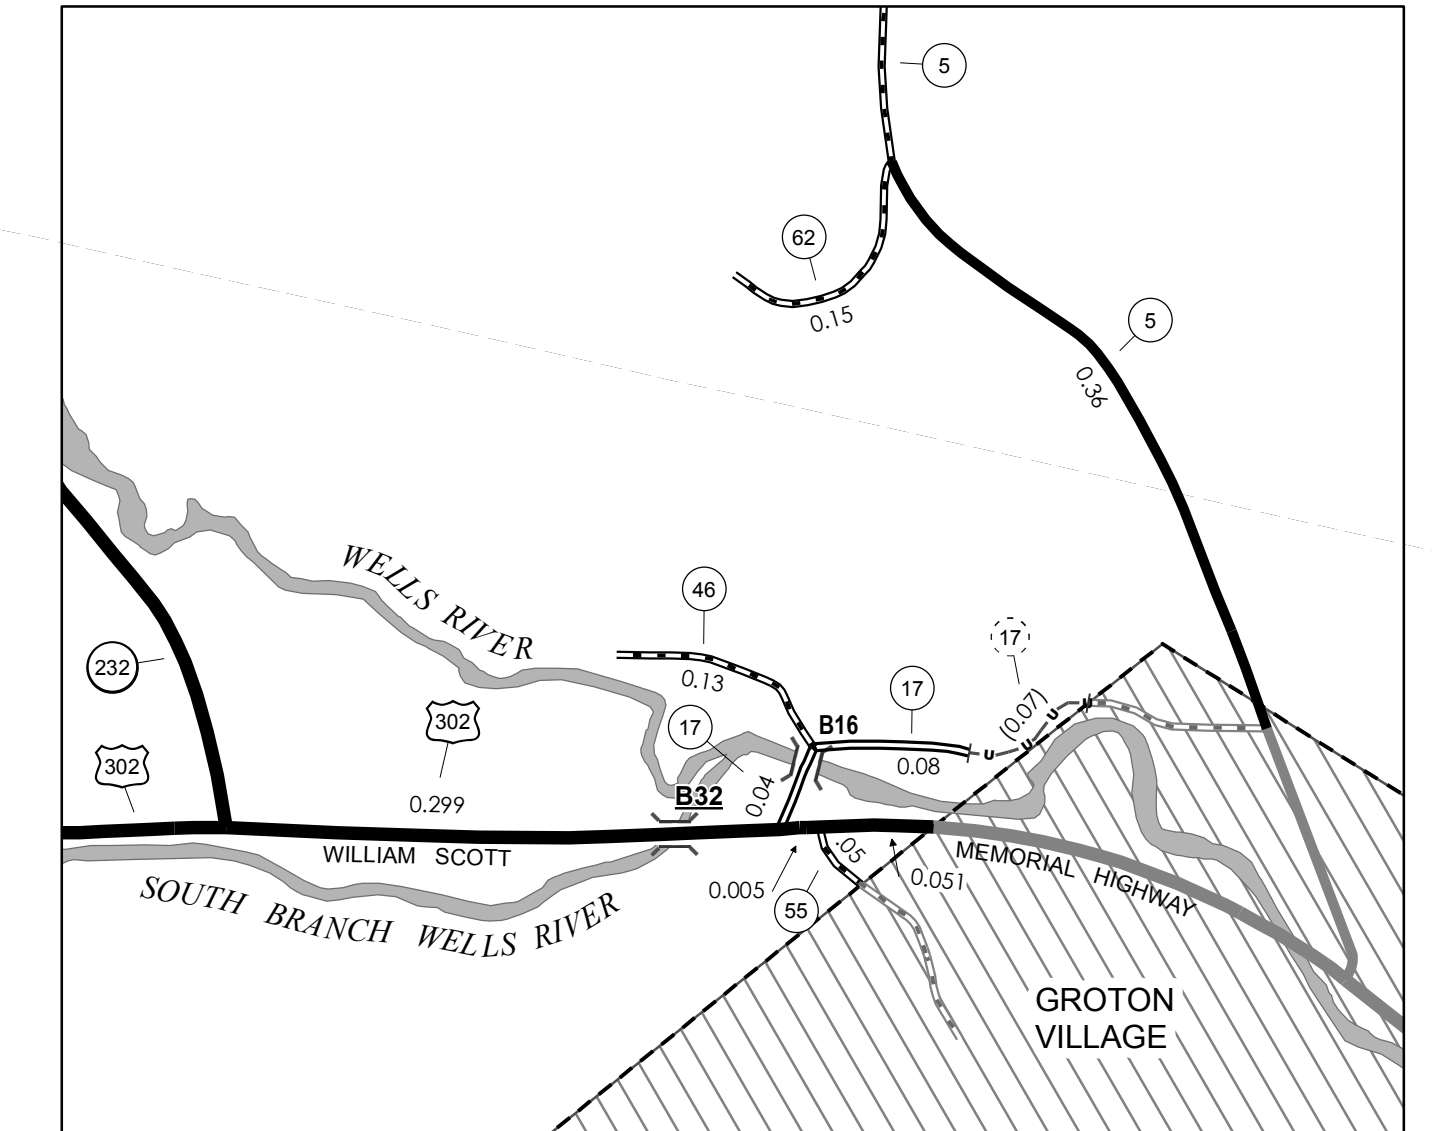 5
62
0.15
5
0.36
WELLS RIVER
46
17
(0.07)
232
0.13
17
302
17
B16
302
0.08
B32
0.04
0.299
.05
WILLIAM SCOTT
MEMORIAL HIGHWAY
0.005
0.051
55
SOUTH BRANCH WELLS RIVER
GROTON
VILLAGE
U
U
U
U